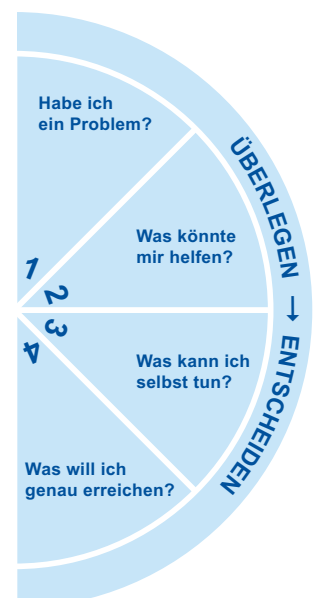 Habe ich
ein Problem?
1
Was könnte
mir helfen?
2
Was kann ich
selbst tun?
3
Was will ich
genau erreichen?
4
ÜBERLEGEN → ENTSCHEIDEN